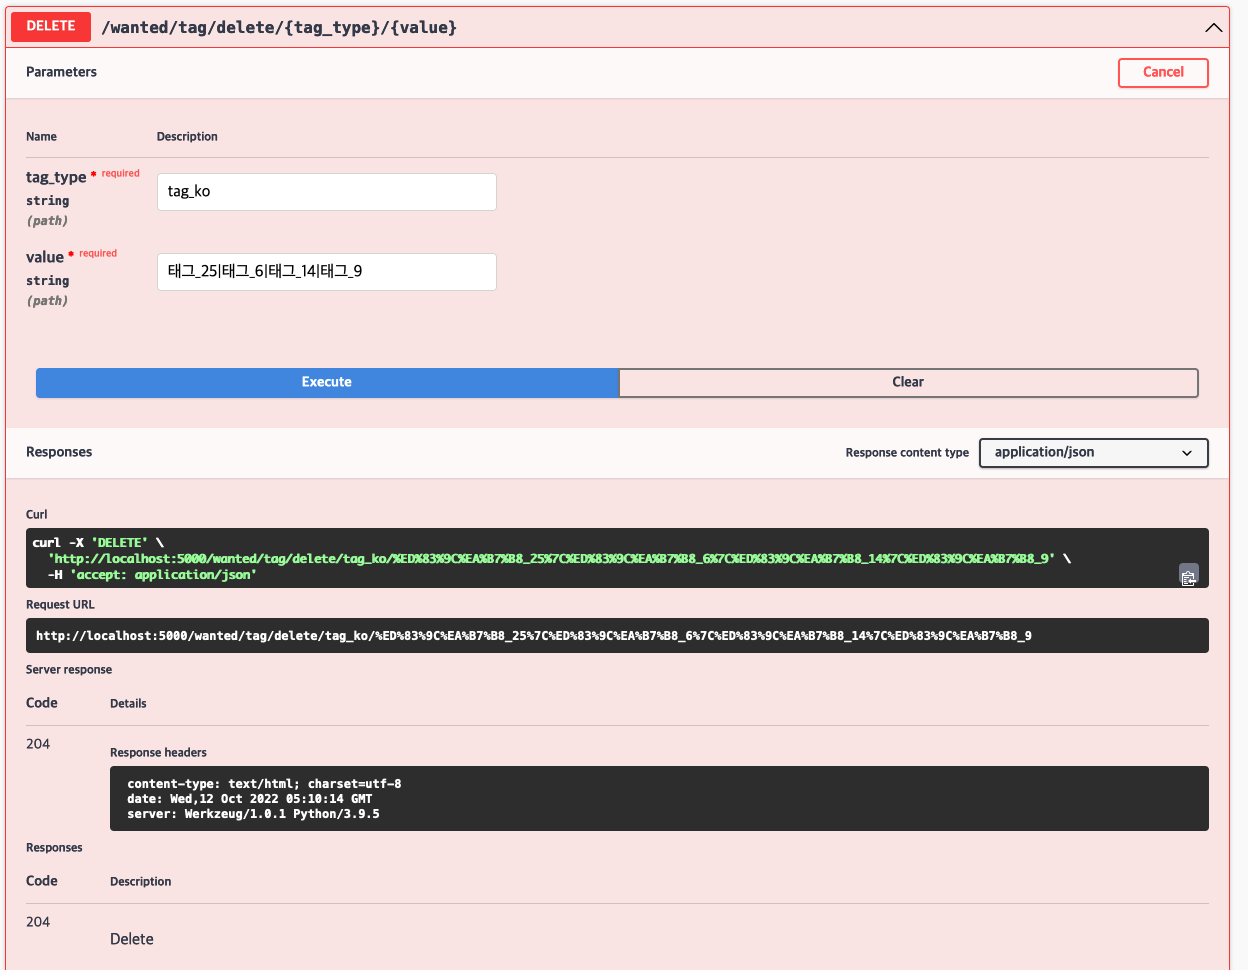 DELETE /wanted/tag/delete/{tag_type}/{value}
Parameters
Cancel
Name Description
tag_type * required
string
(path)
tag_ko
value * required
string
(path)
태그_25|태그_6|태그_14|태그_9
Execute Clear
Responses Response content type application/json
Curl
curl -X 'DELETE' \
'http://localhost:5000/wanted/tag/delete/tag_ko/%ED%83%9C%EA%B7%B8_25%7C%ED%83%9C%EA%B7%B8_6%7C%ED%83%9C%EA%B7%B8_14%7C%ED%83%9C%EA%B7%B8_9' \
-H 'accept: application/json'
Request URL
http://localhost:5000/wanted/tag/delete/tag_ko/%ED%83%9C%EA%B7%B8_25%7C%ED%83%9C%EA%B7%B8_6%7C%ED%83%9C%EA%B7%B8_14%7C%ED%83%9C%EA%B7%B8_9
Server response
Code Details
204
Response headers
content-type: text/html; charset=utf-8
date: Wed,12 Oct 2022 05:10:14 GMT
server: Werkzeug/1.0.1 Python/3.9.5
Responses
Code Description
204
Delete